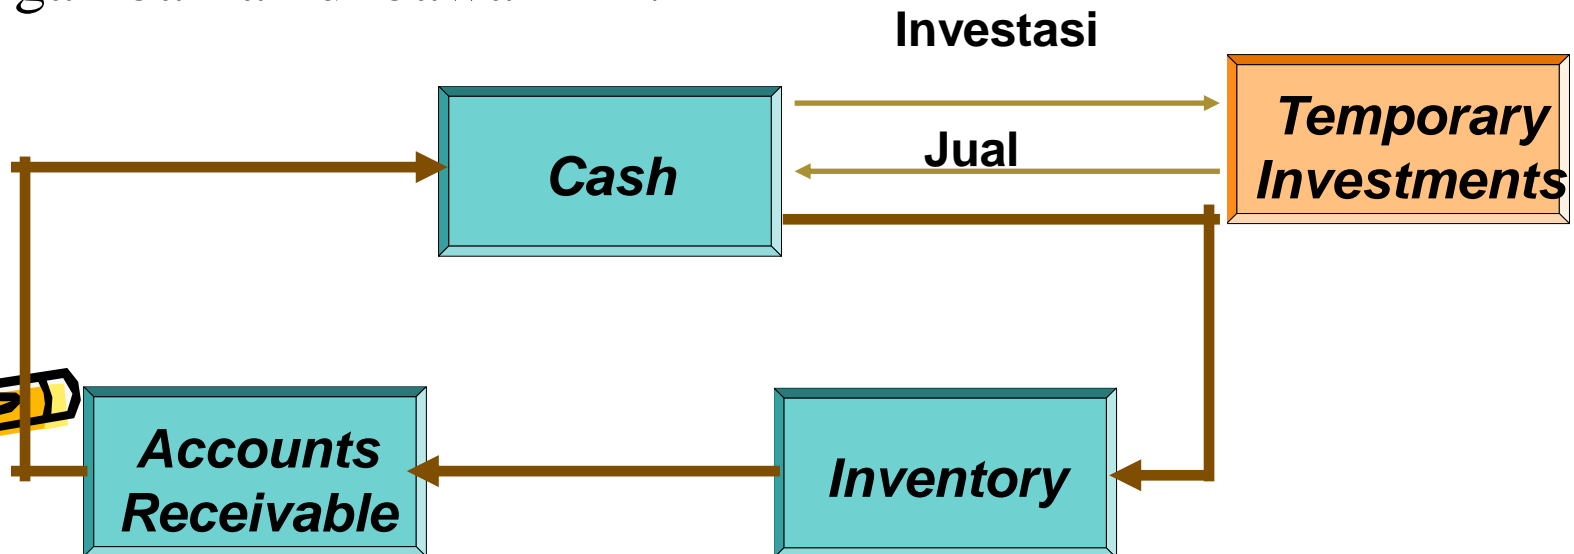 Investasi
Temporary
Investments
Jual
Cash
Accounts
Receivable
Inventory